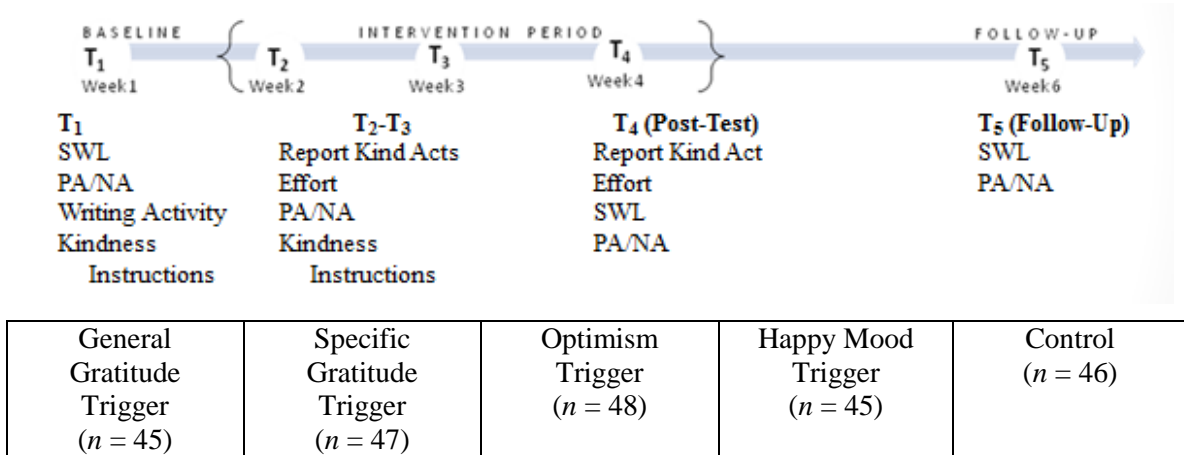 BASELINE INTERVENTION PERIOD FOLLOW-UP
T1 T2 T3 T4 T5
Week1 Week2 Week3 Week4 Week6
T1 T2-T3 T4 (Post-Test) T5 (Follow-Up)
SWL Report Kind Acts Report Kind Act SWL
PA/NA Effort Effort PA/NA
Writing Activity PA/NA SWL
Kindness Kindness PA/NA
Instructions Instructions
General Specific Optimism Happy Mood Control
Gratitude Gratitude Trigger Trigger (n = 46)
Trigger Trigger (n = 48) (n = 45)
(n = 45) (n = 47)